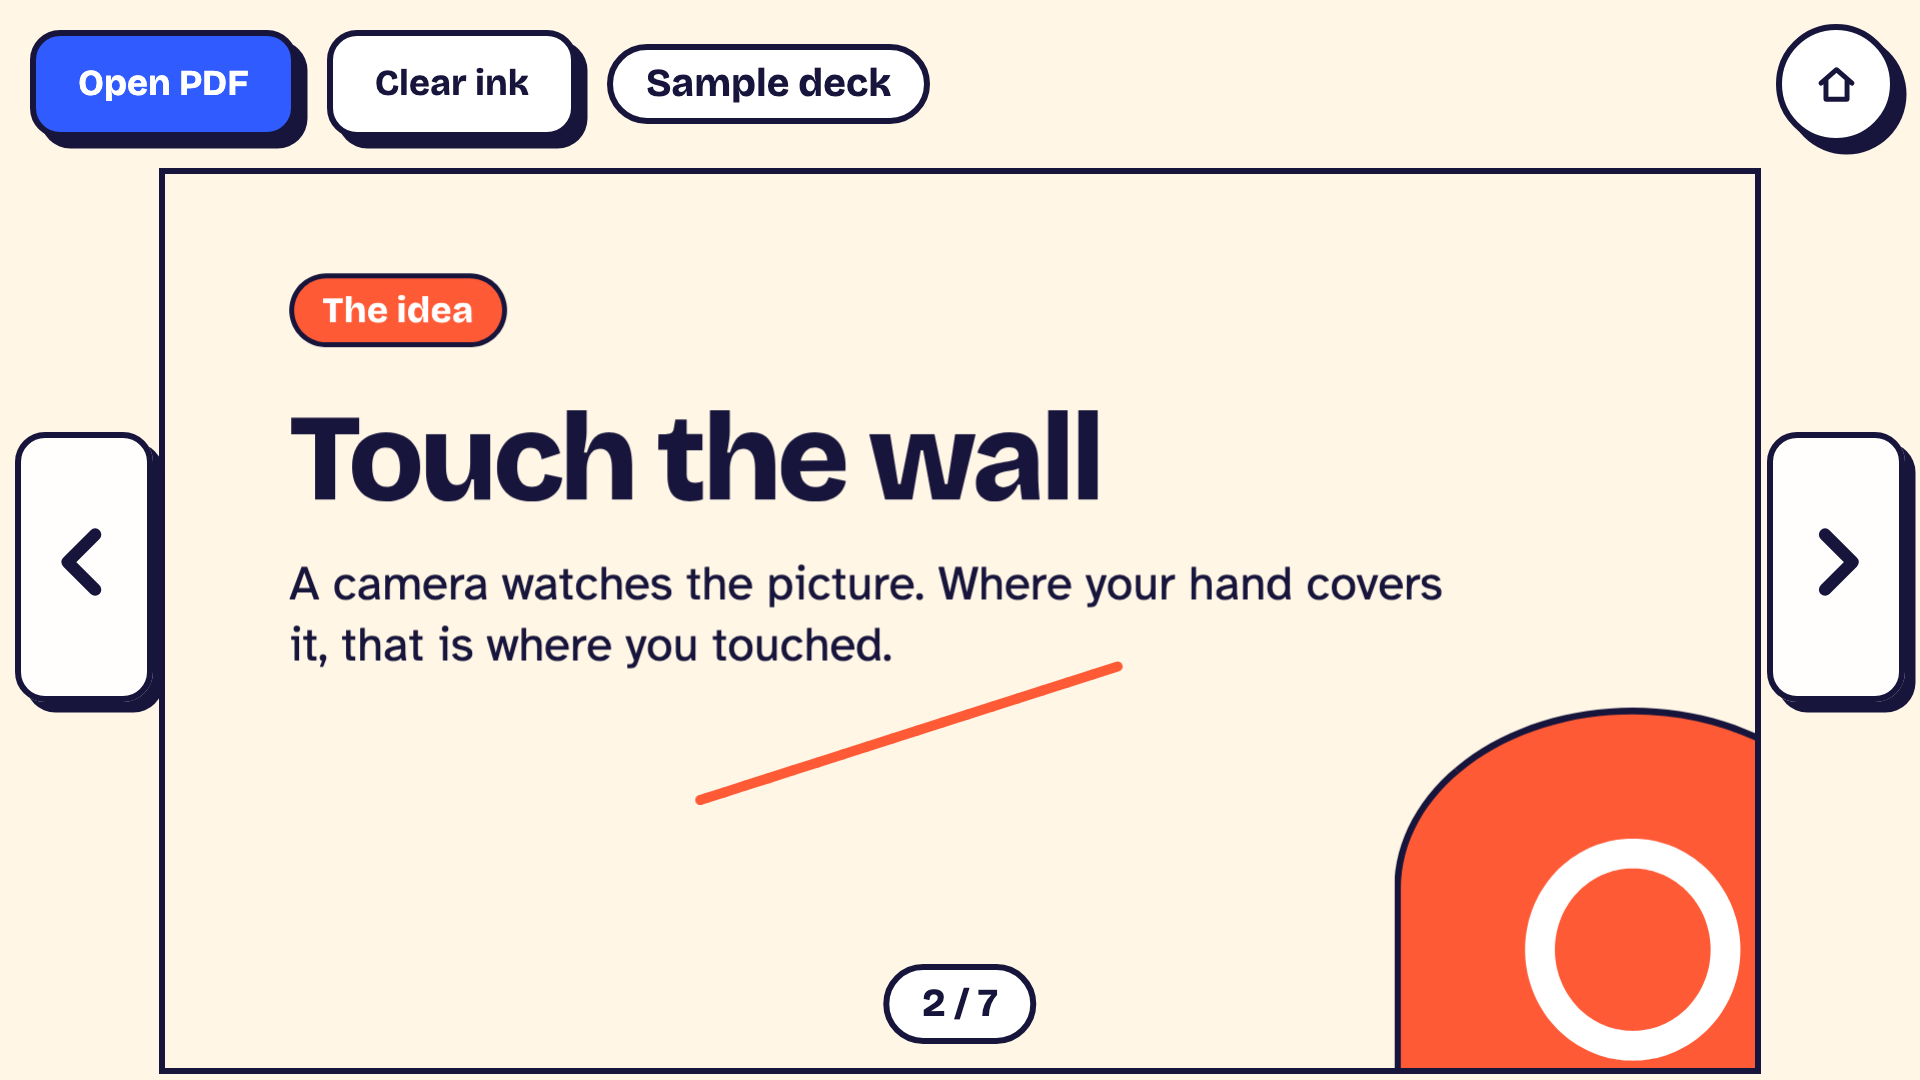 Open PDF
Clear ink
Sample deck
The idea
Touch the wall
A camera watches the picture. Where your hand covers
it, that is where you touched.
2 / 7